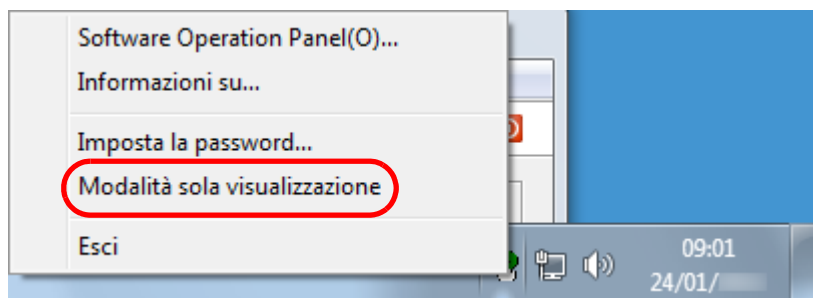 Software Operation Panel(O)...
Informazioni su...
Imposta la password...
Modalità sola visualizzazione
Esci
09:01
24/01/